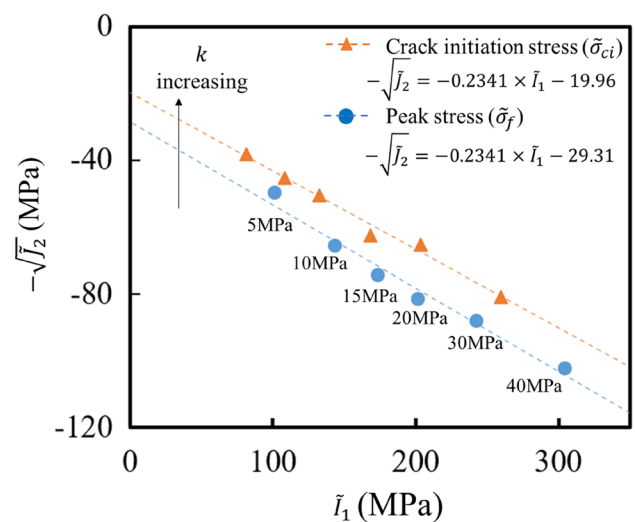 0
-40
-80
-120
0
100
200
300
-√J̃₂ (MPa)
Ĩ₁ (MPa)
k
increasing
Crack initiation stress (σ̃ci)
-√J̃₂ = -0.2341 × Ĩ₁ - 19.96
Peak stress (σ̃f)
-√J̃₂ = -0.2341 × Ĩ₁ - 29.31
5MPa
10MPa
15MPa
20MPa
30MPa
40MPa